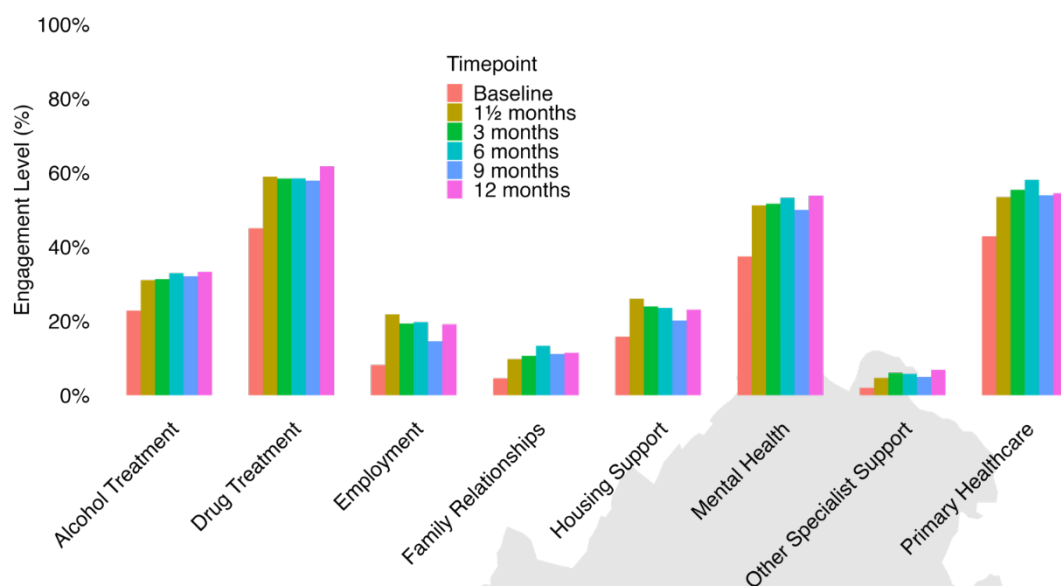 100%
80%
60%
40%
20%
0%
Engagement Level (%)
Timepoint
Baseline
1½ months
3 months
6 months
9 months
12 months
Alcohol Treatment
Drug Treatment
Employment
Family Relationships
Housing Support
Mental Health
Other Specialist Support
Primary Healthcare